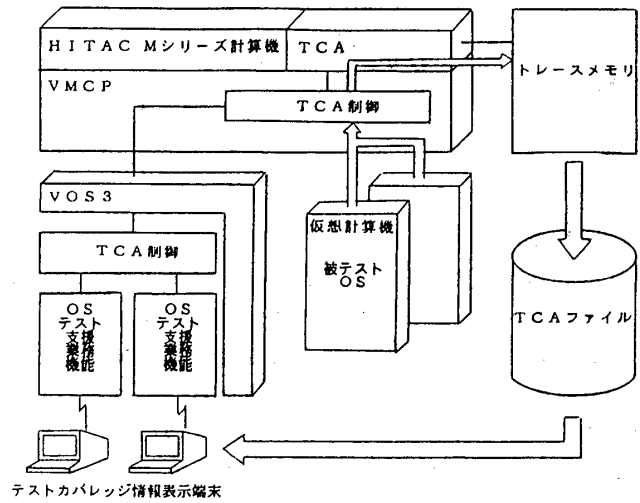 HITAC Mシリーズ計算機
TCA
トレースメモリ
VMCP
TCA制御
VOS3
TCA制御
仮想計算機
被テスト
OS
OS
テスト
支援
業務
機能
OS
テスト
支援
業務
機能
TCAファイル
テストカバレッジ情報表示端末